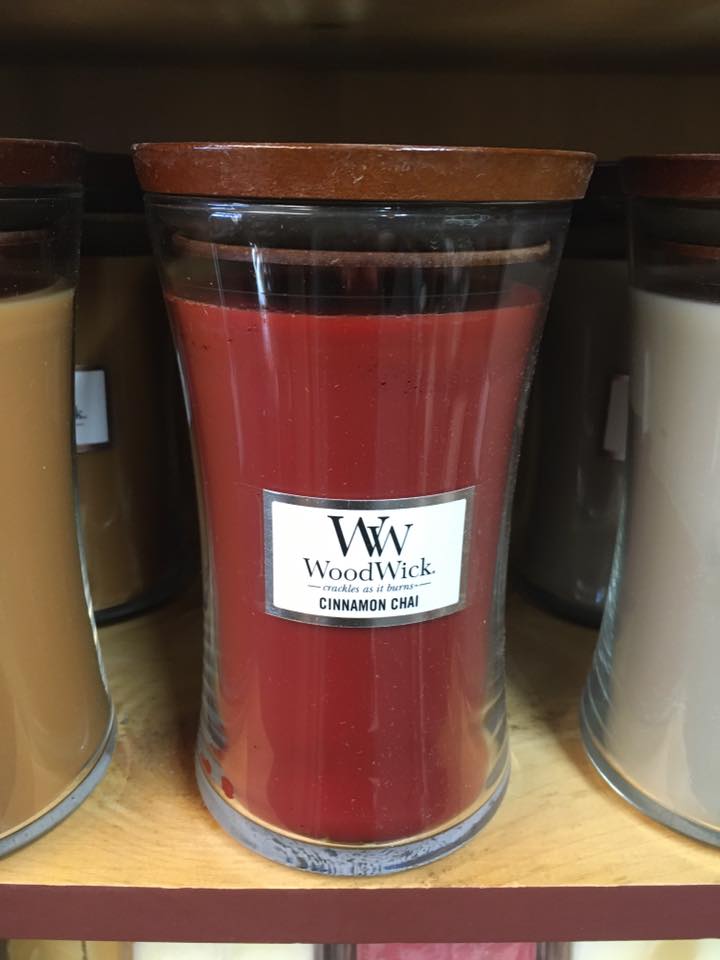 WW
WoodWick.
crackles as it burns
CINNAMON CHAI